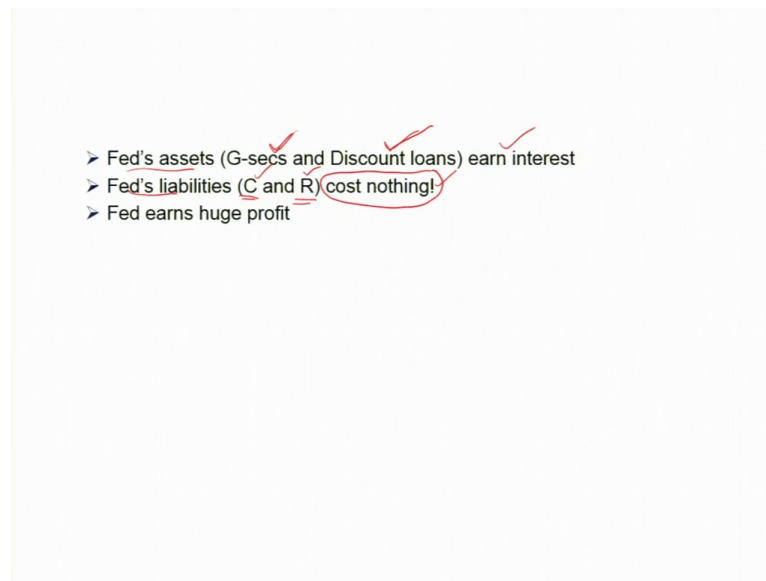 ➢ Fed's assets (G-secs and Discount loans) earn interest
➢ Fed's liabilities (C and R) cost nothing!
➢ Fed earns huge profit